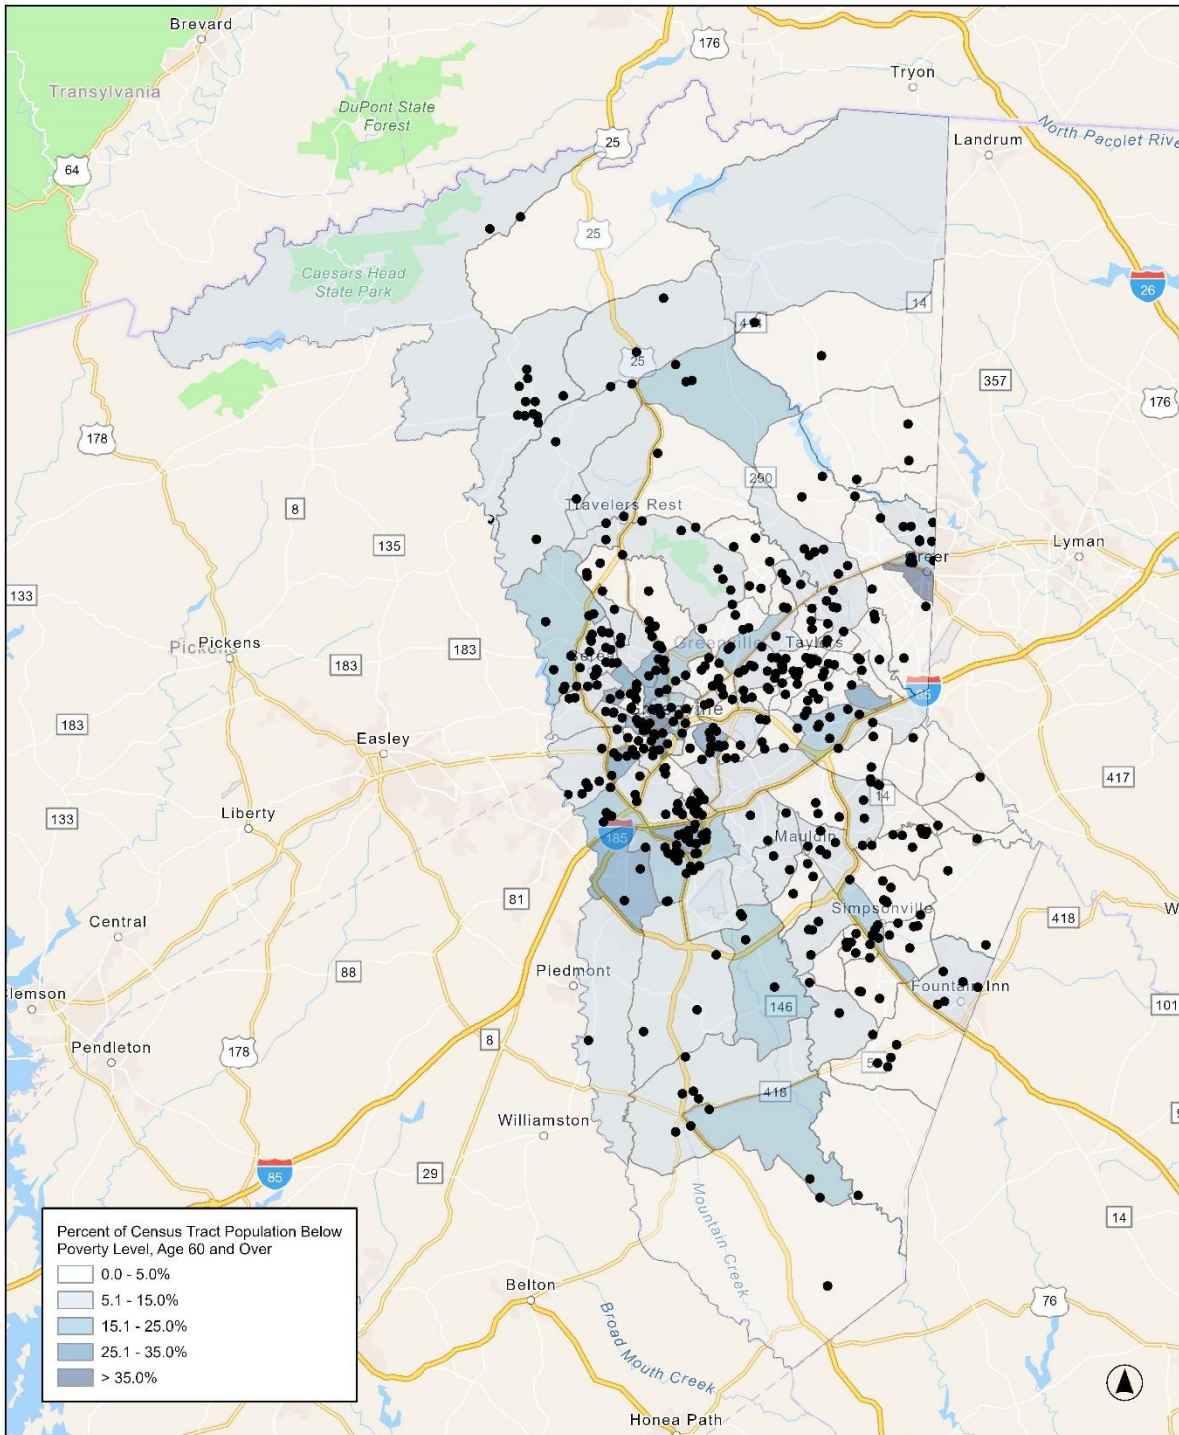 Brevard
176
Tryon
Transylvania
DuPont State
Forest
North Pacolet River
Landrum
25
64
25
Caesars Head
State Park
26
14
25
357
176
178
290
8
Travelers Rest
135
Lyman
Greer
133
Pickens
Pickens
183
183
Greenville
Taylors
Greenville
85
183
Easley
417
14
Liberty
133
185
Mauldin
81
Simpsonville
418
Central
88
Piedmont
Clemson
Fountain Inn
146
101
Pendleton
178
8
418
Williamston
29
85
Mountain Creek
14
Belton
76
Broad Mouth Creek
Honea Path
Percent of Census Tract Population Below
Poverty Level, Age 60 and Over
0.0 - 5.0%
5.1 - 15.0%
15.1 - 25.0%
25.1 - 35.0%
> 35.0%